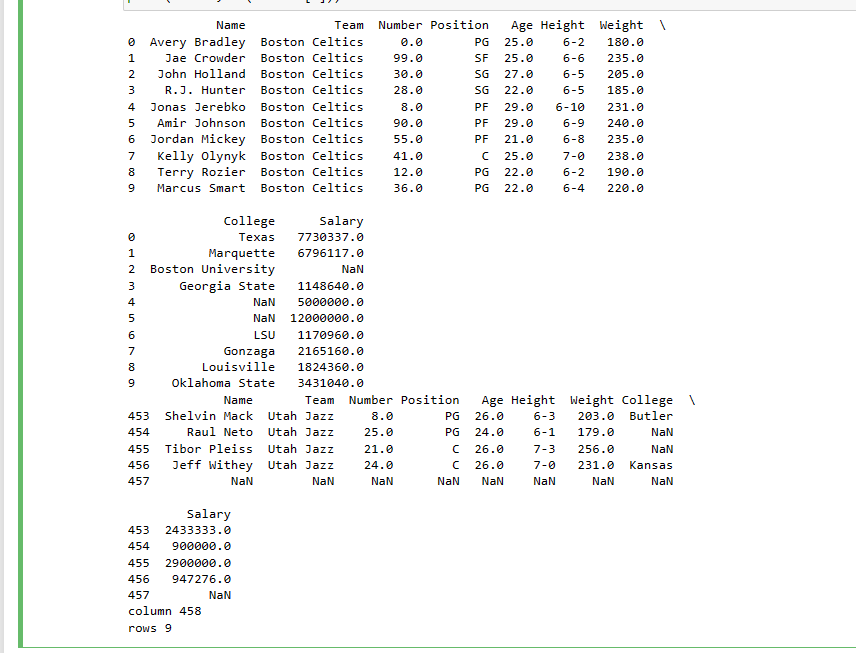 Name Team Number Position Age Height Weight \
0 Avery Bradley Boston Celtics 0.0 PG 25.0 6-2 180.0
1 Jae Crowder Boston Celtics 99.0 SF 25.0 6-6 235.0
2 John Holland Boston Celtics 30.0 SG 27.0 6-5 205.0
3 R.J. Hunter Boston Celtics 28.0 SG 22.0 6-5 185.0
4 Jonas Jerebko Boston Celtics 8.0 PF 29.0 6-10 231.0
5 Amir Johnson Boston Celtics 90.0 PF 29.0 6-9 240.0
6 Jordan Mickey Boston Celtics 55.0 PF 21.0 6-8 235.0
7 Kelly Olynyk Boston Celtics 41.0 C 25.0 7-0 238.0
8 Terry Rozier Boston Celtics 12.0 PG 22.0 6-2 190.0
9 Marcus Smart Boston Celtics 36.0 PG 22.0 6-4 220.0
College Salary
0 Texas 7730337.0
1 Marquette 6796117.0
2 Boston University NaN
3 Georgia State 1148640.0
4 NaN 5000000.0
5 NaN 12000000.0
6 LSU 1170960.0
7 Gonzaga 2165160.0
8 Louisville 1824360.0
9 Oklahoma State 3431040.0
Name Team Number Position Age Height Weight College \
453 Shelvin Mack Utah Jazz 8.0 PG 26.0 6-3 203.0 Butler
454 Raul Neto Utah Jazz 25.0 PG 24.0 6-1 179.0 NaN
455 Tibor Pleiss Utah Jazz 21.0 C 26.0 7-3 256.0 NaN
456 Jeff Withey Utah Jazz 24.0 C 26.0 7-0 231.0 Kansas
457 NaN NaN NaN NaN NaN NaN NaN NaN
Salary
453 2433333.0
454 900000.0
455 2900000.0
456 947276.0
457 NaN
column 458
rows 9